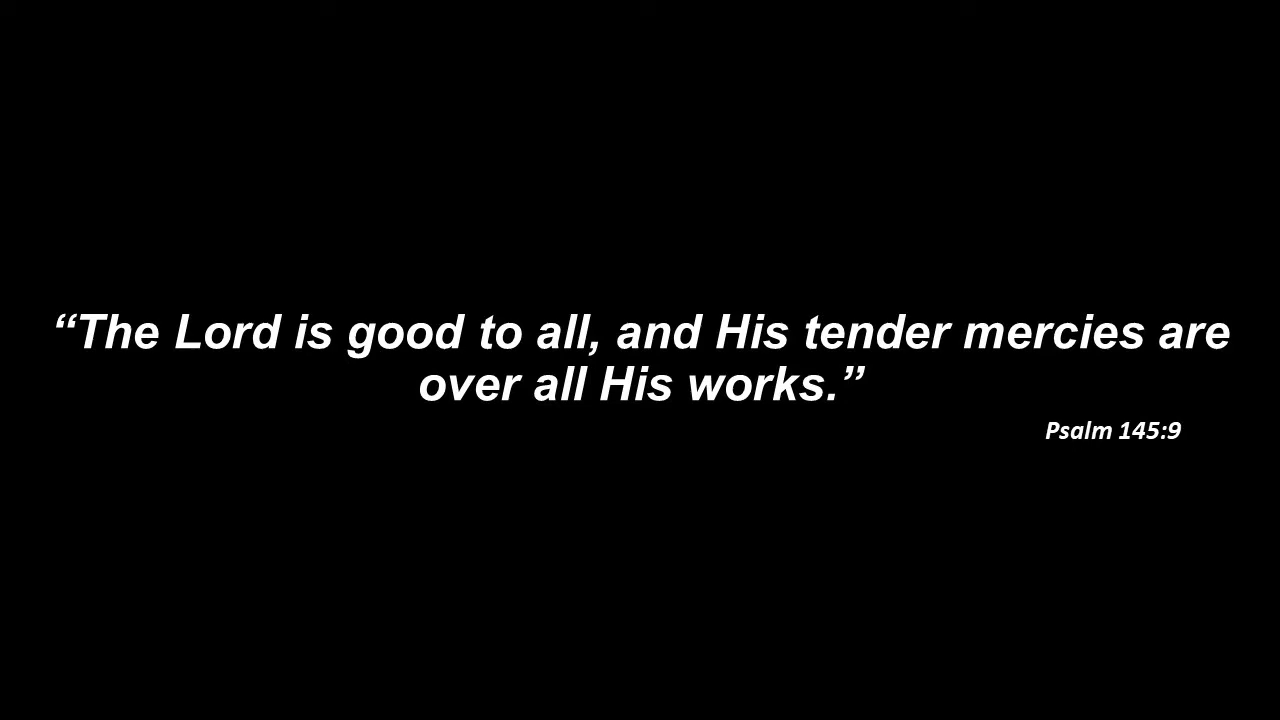 “The Lord is good to all, and His tender mercies are
over all His works.”
Psalm 145:9